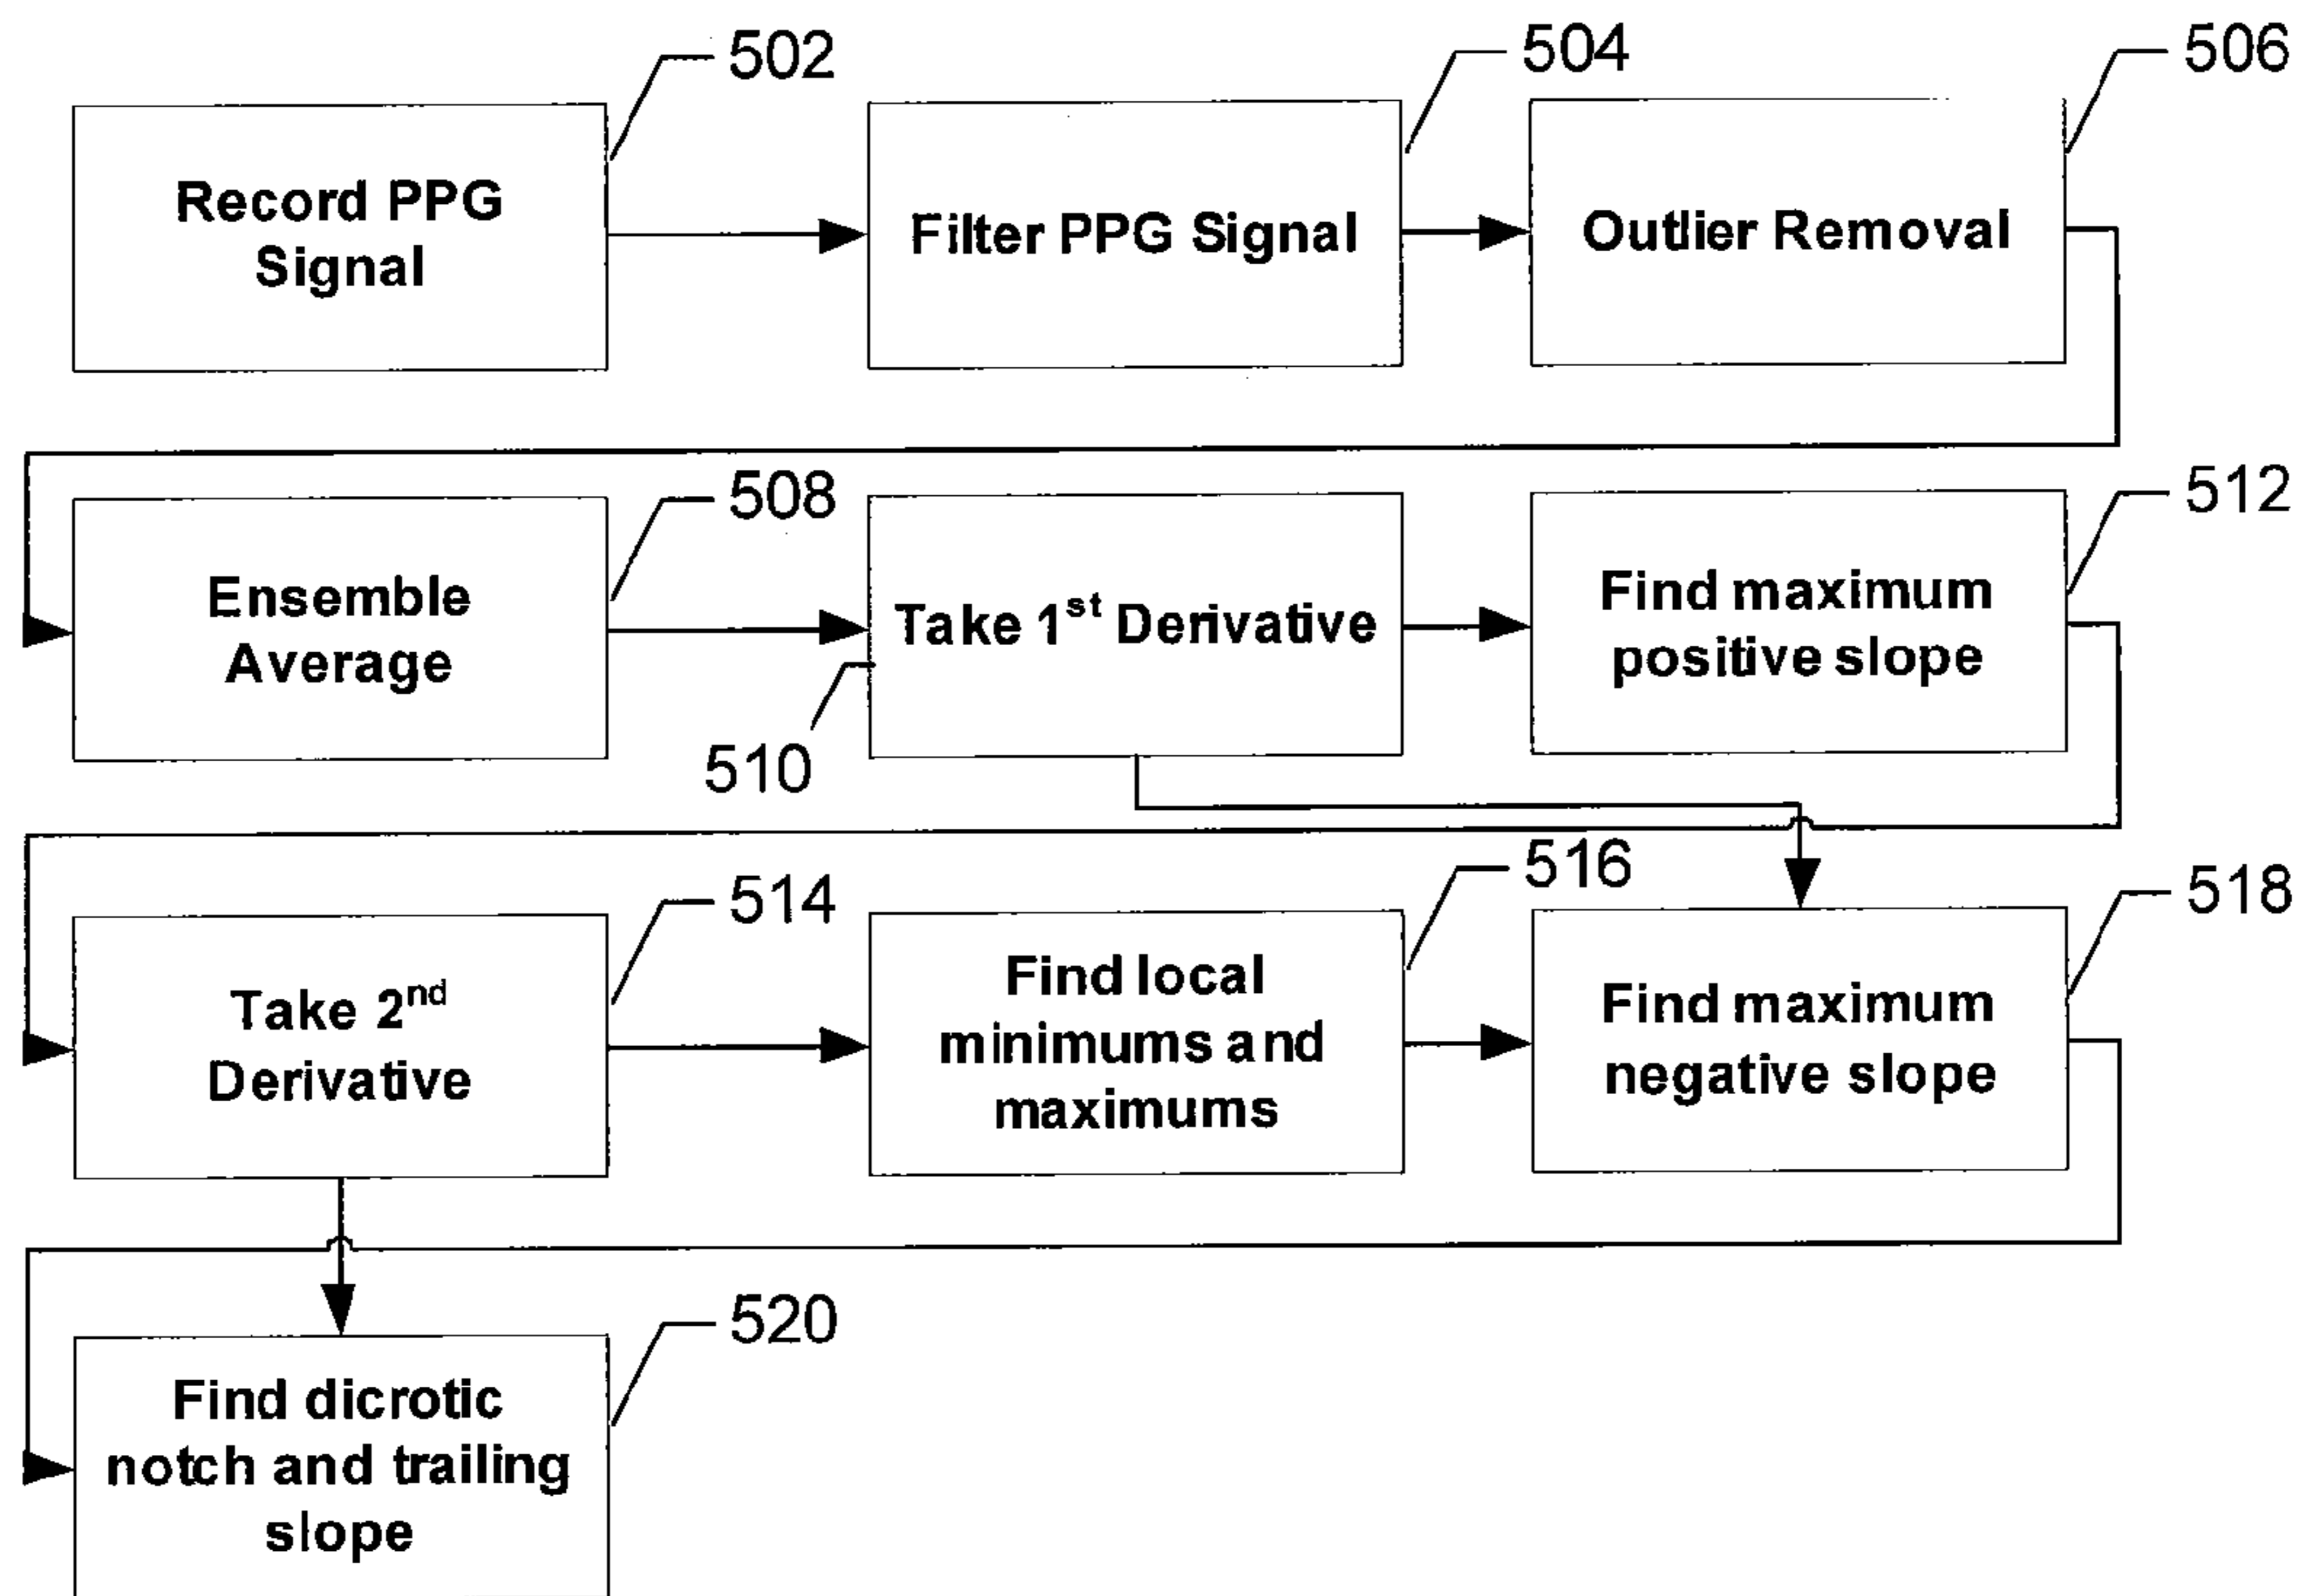 502
504
506
Record PPG
Signal
Filter PPG Signal
Outlier Removal
508
512
Ensemble
Average
Take 1st Derivative
Find maximum
positive slope
510
514
516
518
Take 2nd
Derivative
Find local
minimums and
maximums
Find maximum
negative slope
520
Find dicrotic
notch and trailing
slope